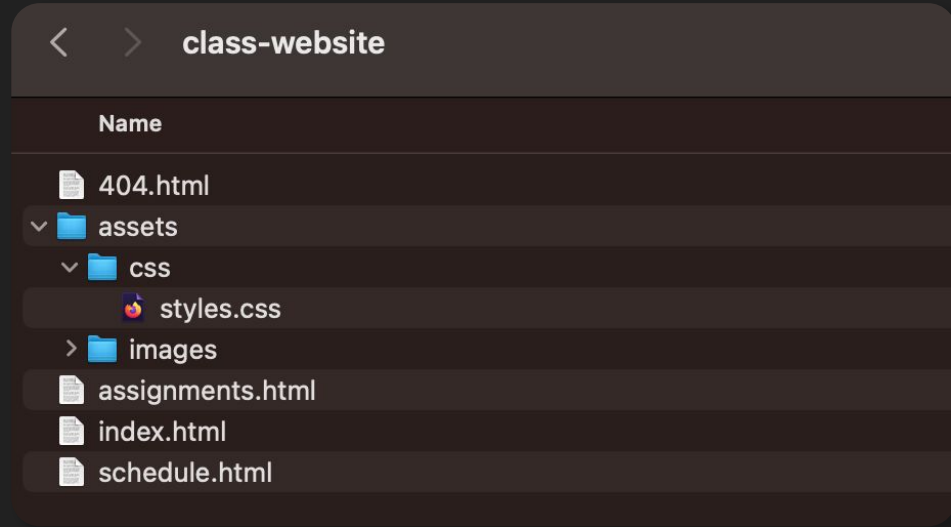 class-website
Name
404.html
assets
css
styles.css
images
assignments.html
index.html
schedule.html